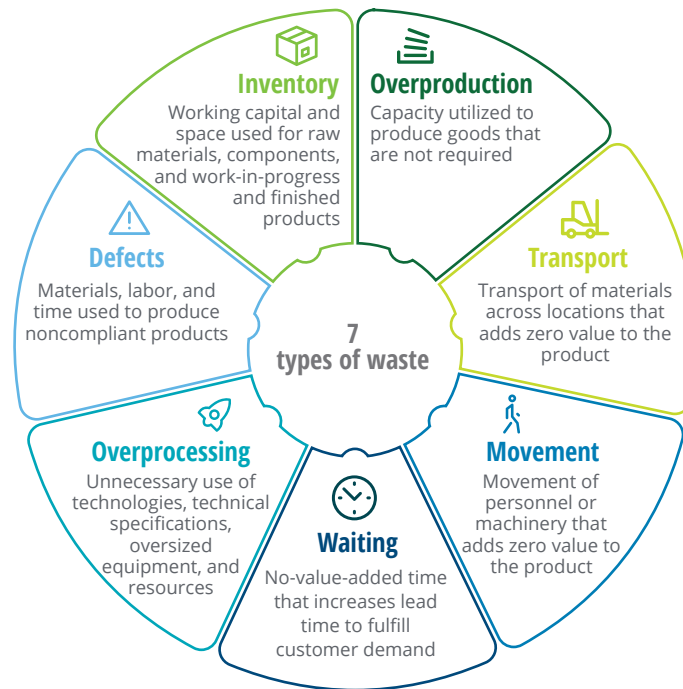 Inventory
Working capital and
space used for raw
materials, components,
and work-in-progress
and finished
products
Overproduction
Capacity utilized to
produce goods that
are not required
Transport
Transport of materials
across locations that
adds zero value to the
product
Movement
Movement of
personnel or
machinery that
adds zero value to
the product
Waiting
No-value-added time
that increases lead
time to fulfill
customer demand
Overprocessing
Unnecessary use of
technologies, technical
specifications,
oversized
equipment, and
resources
Defects
Materials, labor, and
time used to produce
noncompliant products
7
types of waste